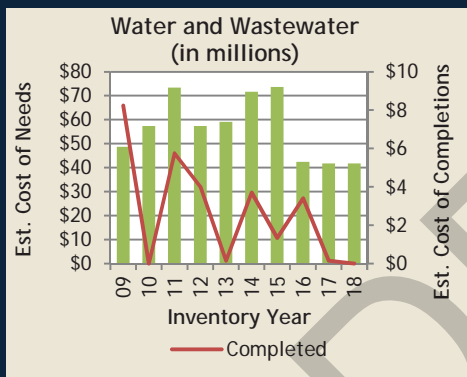 Water and Wastewater
(in millions)
Est. Cost of Needs
$80
$70
$60
$50
$40
$30
$20
$10
$0
$10
$8
$6
$4
$2
$0
Est. Cost of Completions
09 10 11 12 13 14 15 16 17 18
Inventory Year
Completed